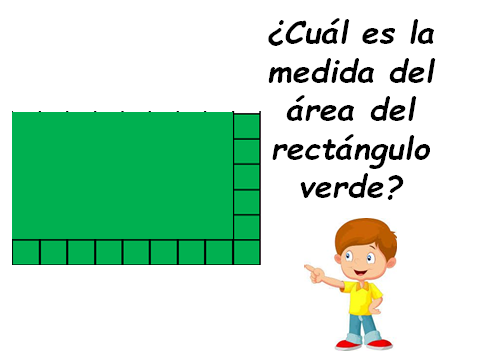 ¿Cuál es la
medida del
área del
rectángulo
verde?